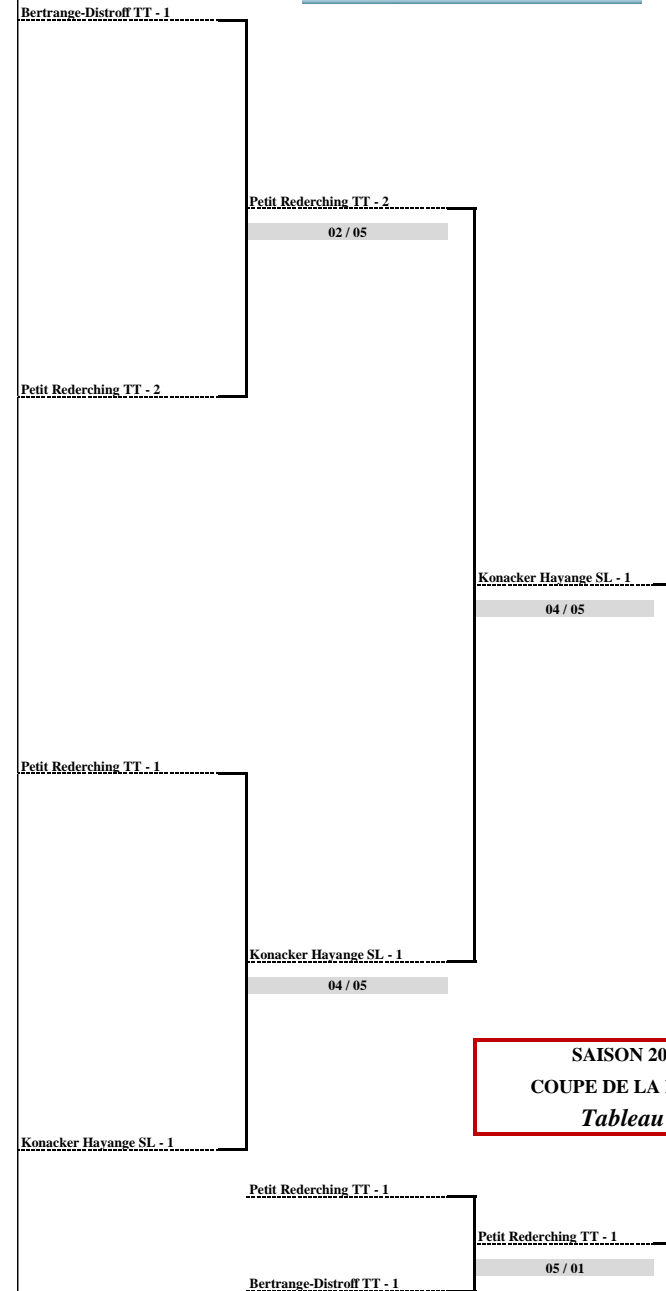 Bertrange-Distroff TT - 1
Petit Rederching TT - 2
02 / 05
Petit Rederching TT - 2
Konacker Hayange SL - 1
04 / 05
Petit Rederching TT - 1
Konacker Hayange SL - 1
04 / 05
SAISON 20
COUPE DE LA
Tableau
Konacker Hayange SL - 1
Petit Rederching TT - 1
Petit Rederching TT - 1
05 / 01
Bertrange-Distroff TT - 1